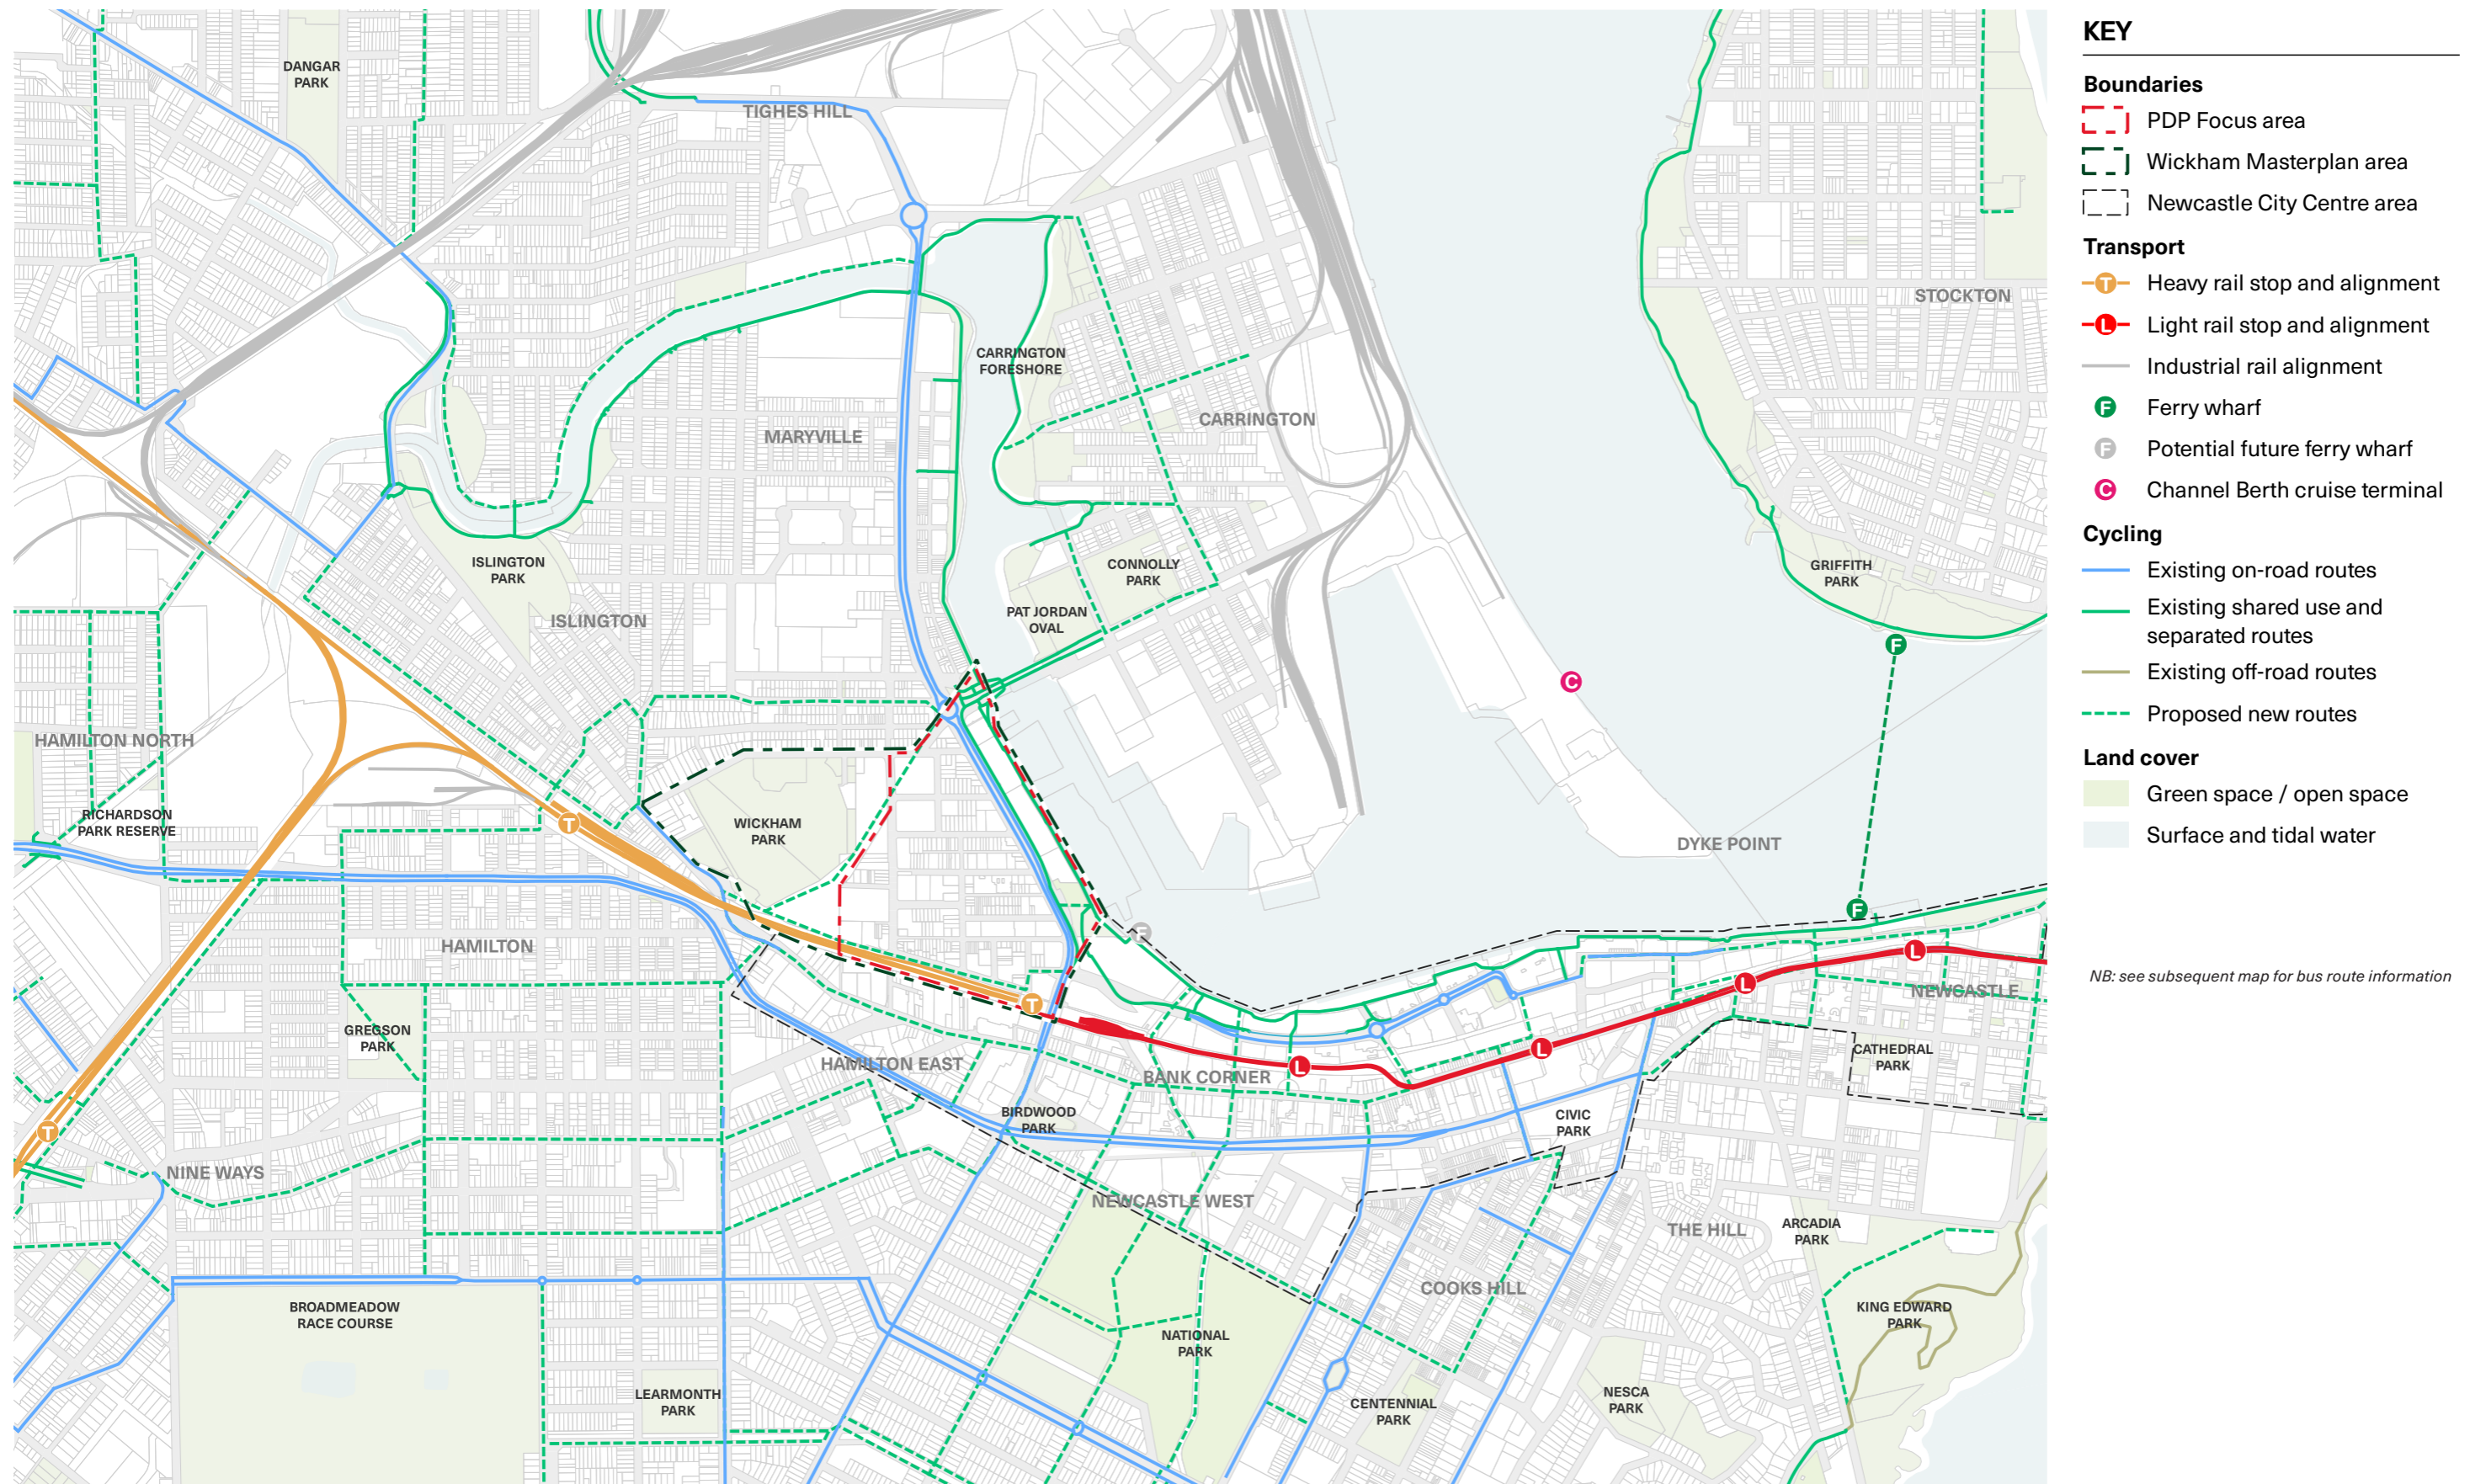 DANGAR
PARK
TIGHES HILL
STOCKTON
CARRINGTON
FORESHORE
CARRINGTON
MARYVILLE
ISLINGTON
PARK
CONNOLLY
PARK
GRIFFITH
PARK
ISLINGTON
PAT JORDAN
OVAL
F
C
HAMILTON NORTH
RICHARDSON
PARK RESERVE
T
WICKHAM
PARK
DYKE POINT
F
F
HAMILTON
L
T
L
NEWCASTLE
GREGSON
PARK
HAMILTON EAST
L
CATHEDRAL
PARK
L
BANK CORNER
BIRDWOOD
PARK
CIVIC
PARK
T
NINE WAYS
NEWCASTLE WEST
THE HILL
ARCADIA
PARK
COOKS HILL
BROADMEADOW
RACE COURSE
KING EDWARD
PARK
NATIONAL
PARK
LEARMONTH
PARK
CENTENNIAL
PARK
NESCA
PARK
KEY
Boundaries
PDP Focus area
Wickham Masterplan area
Newcastle City Centre area
Transport
T Heavy rail stop and alignment
L Light rail stop and alignment
Industrial rail alignment
F Ferry wharf
F Potential future ferry wharf
C Channel Berth cruise terminal
Cycling
Existing on-road routes
Existing shared use and
separated routes
Existing off-road routes
Proposed new routes
Land cover
Green space / open space
Surface and tidal water
NB: see subsequent map for bus route information